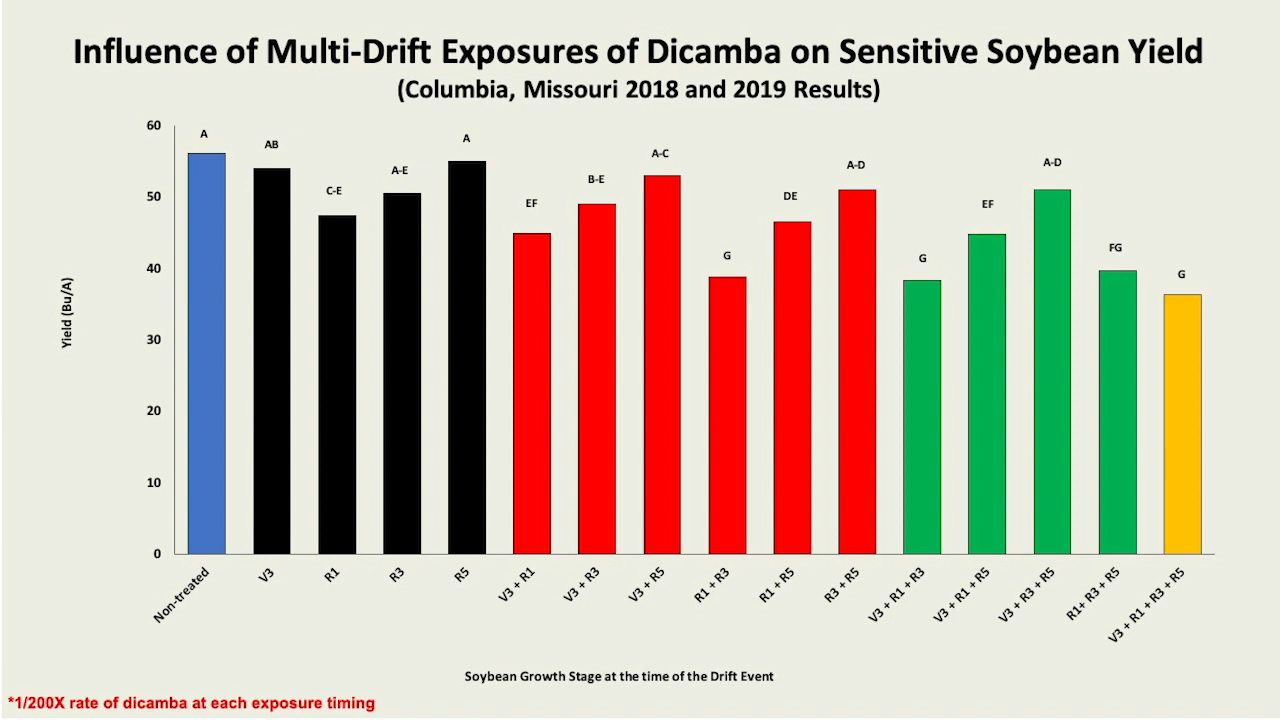 Influence of Multi-Drift Exposures of Dicamba on Sensitive Soybean Yield
(Columbia, Missouri 2018 and 2019 Results)
60
50
40
30
20
10
0
Yield (Bu/A)
A
AB
C-E
A-E
A
EF
B-E
A-C
G
DE
A-D
G
EF
A-D
FG
G
Non-treated
V3
R1
R3
R5
V3 + R1
V3 + R3
V3 + R5
R1 + R3
R1 + R5
R3 + R5
V3 + R1 + R3
V3 + R1 + R5
V3 + R3 + R5
R1+ R3 + R5
V3 + R1 + R3 + R5
Soybean Growth Stage at the time of the Drift Event
*1/200X rate of dicamba at each exposure timing